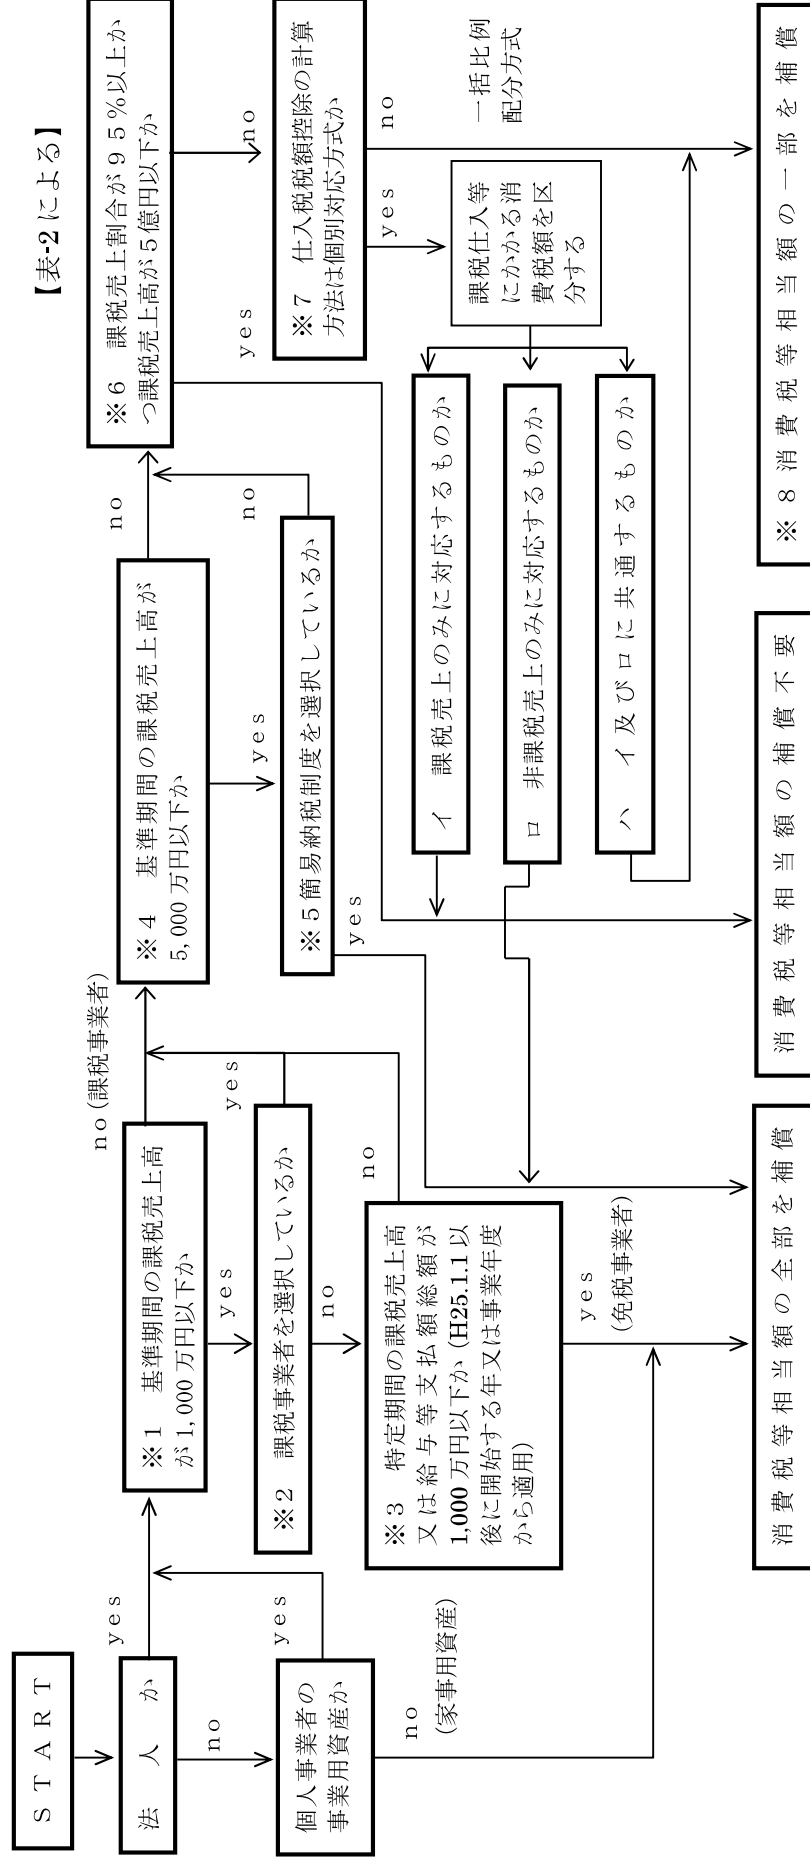 【表-2による】
ＳＴＡＲＴ
法人か
yes
no
個人事業者の
事業用資産か
yes
no
（家事用資産）
※１　基準期間の課税売上高
が1,000万円以下か
no（課税事業者）
yes
※２　課税事業者を選択しているか
yes
no
※３　特定期間の課税売上高
又は給与等支払額総額が
1,000万円以下か（H25.1.1以
後に開始する年又は事業年度
から適用）
no
yes
（免税事業者）
※４　基準期間の課税売上高が
5,000万円以下か
no
yes
※５簡易納税制度を選択しているか
no
yes
※６　課税売上割合が９５％以上か
つ課税売上高が５億円以下か
yes
no
※７　仕入税税額控除の計算
方法は個別対応方式か
yes
no
一括比例
配分方式
課税仕入等
にかかる消
費税額を区
分する
イ　課税売上のみに対応するものか
ロ　非課税売上のみに対応するものか
ハ　イ及びロに共通するものか
消費税等相当額の全部を補償
消費税等相当額の補償不要
※８消費税等相当額の一部を補償